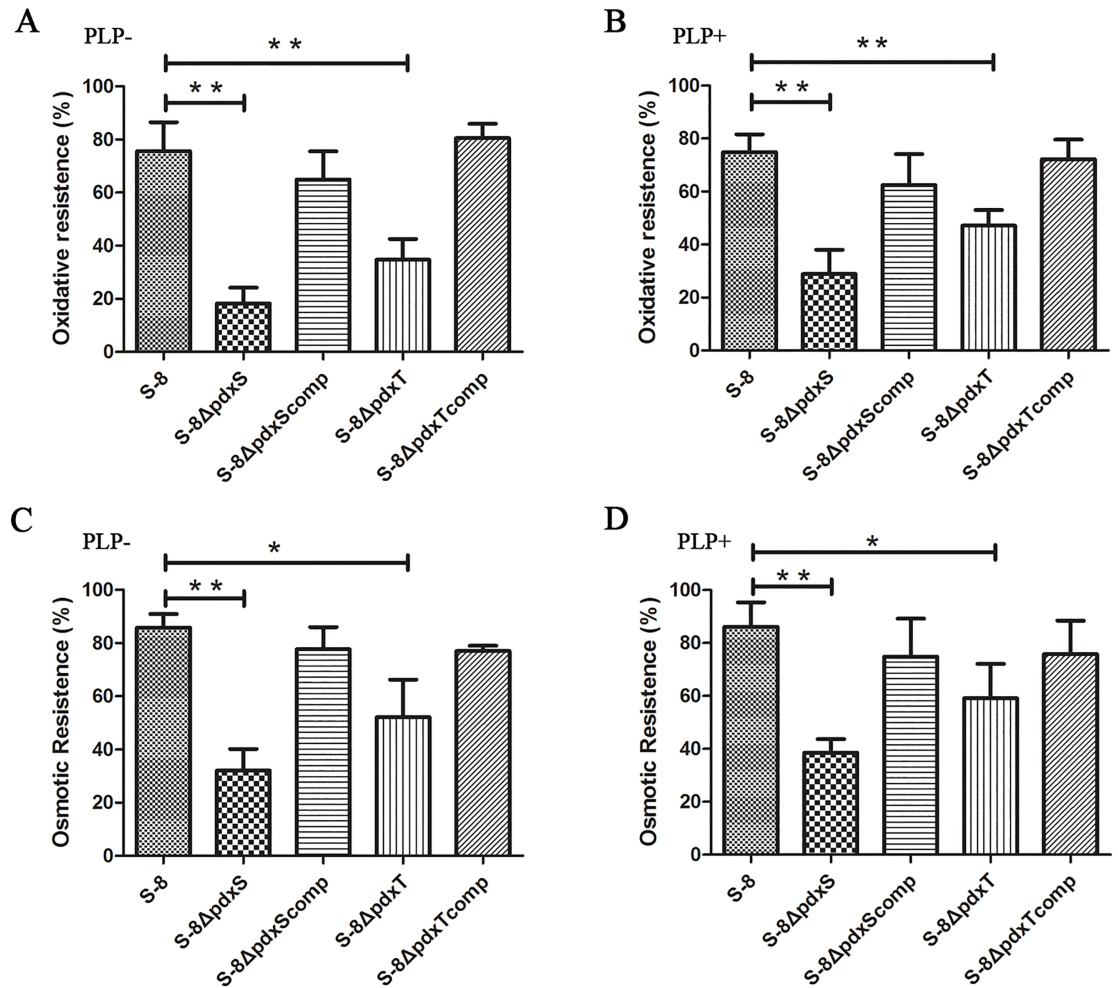 A
PLP-
* *
* *
Oxidative resistence (%)
100
80
60
40
20
0
S-8
S-8ΔpdxS
S-8ΔpdxScomp
S-8ΔpdxT
S-8ΔpdxTcomp
B
PLP+
* *
* *
Oxidative resistence (%)
100
80
60
40
20
0
S-8
S-8ΔpdxS
S-8ΔpdxScomp
S-8ΔpdxT
S-8ΔpdxTcomp
C
PLP-
*
* *
Osmotic Resistence (%)
100
80
60
40
20
0
S-8
S-8ΔpdxS
S-8ΔpdxScomp
S-8ΔpdxT
S-8ΔpdxTcomp
D
PLP+
*
* *
Osmotic Resistence (%)
100
80
60
40
20
0
S-8
S-8ΔpdxS
S-8ΔpdxScomp
S-8ΔpdxT
S-8ΔpdxTcomp